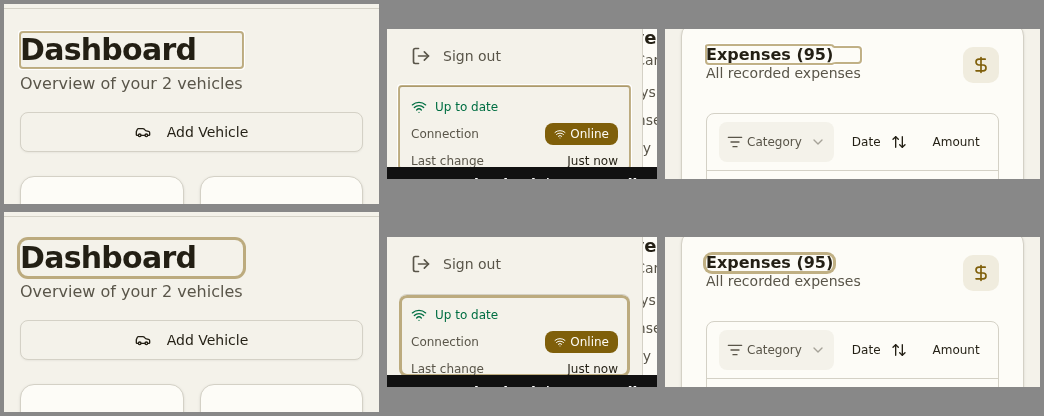 Dashboard
Overview of your 2 vehicles
Add Vehicle
Sign out
Up to date
Connection
Online
Last change
Just now
Expenses (95)
All recorded expenses
$
Category
Date
Amount
Dashboard
Overview of your 2 vehicles
Add Vehicle
Sign out
Up to date
Connection
Online
Last change
Just now
Expenses (95)
All recorded expenses
$
Category
Date
Amount